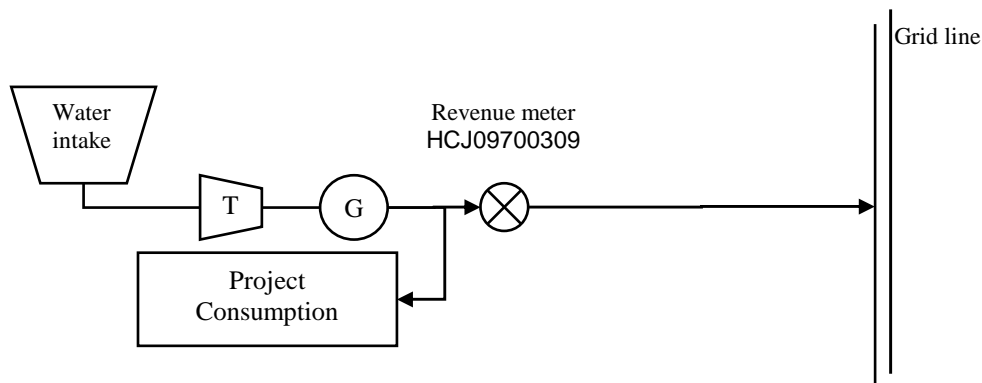 Grid line
Water
intake
Revenue meter
HCJ09700309
T
G
Project
Consumption